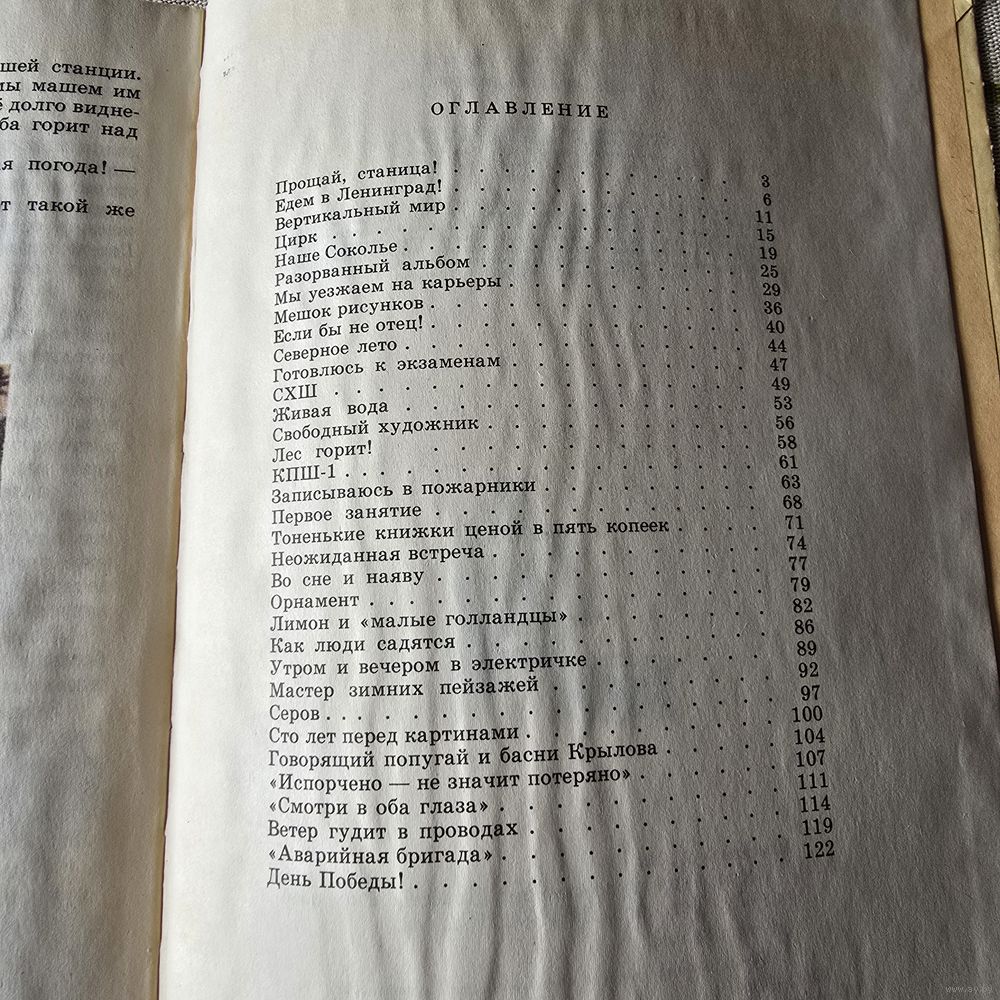 шей станции.
мы машем им
ё долго видне-
ба горит над
я погода! —
т такой же
ОГЛАВЛЕНИЕ
Прощай, станица! . . . . . . . . . . 3
Едем в Ленинград! . . . . . . . . . . 6
Вертикальный мир . . . . . . . . . . 11
Цирк . . . . . . . . . . 15
Наше Соколье . . . . . . . . . . 19
Разорванный альбом . . . . . . . . . . 25
Мы уезжаем на карьеры . . . . . . . . . . 29
Мешок рисунков . . . . . . . . . . 36
Если бы не отец! . . . . . . . . . . 40
Северное лето . . . . . . . . . . 44
Готовлюсь к экзаменам . . . . . . . . . . 47
СХШ . . . . . . . . . . 49
Живая вода . . . . . . . . . . 53
Свободный художник . . . . . . . . . . 56
Лес горит! . . . . . . . . . . 58
КПШ-1 . . . . . . . . . . 61
Записываюсь в пожарники . . . . . . . . 63
Первое занятие . . . . . . . . . . 68
Тоненькие книжки ценой в пять копеек . . . . 71
Неожиданная встреча . . . . . . . . . . 74
Во сне и наяву . . . . . . . . . . 77
Орнамент . . . . . . . . . . 79
Лимон и «малые голландцы» . . . . . . . 82
Как люди садятся . . . . . . . . . . 86
Утром и вечером в электричке . . . . . . . 89
Мастер зимних пейзажей . . . . . . . . 92
Серов . . . . . . . . . . 97
Сто лет перед картинами . . . . . . . . . 100
Говорящий попугай и басни Крылова . . . . . 104
«Испорчено — не значит потеряно» . . . . . 107
«Смотри в оба глаза» . . . . . . . . . . 111
Ветер гудит в проводах . . . . . . . . . 114
«Аварийная бригада» . . . . . . . . . . 119
День Победы! . . . . . . . . . . 122
www.ay.by